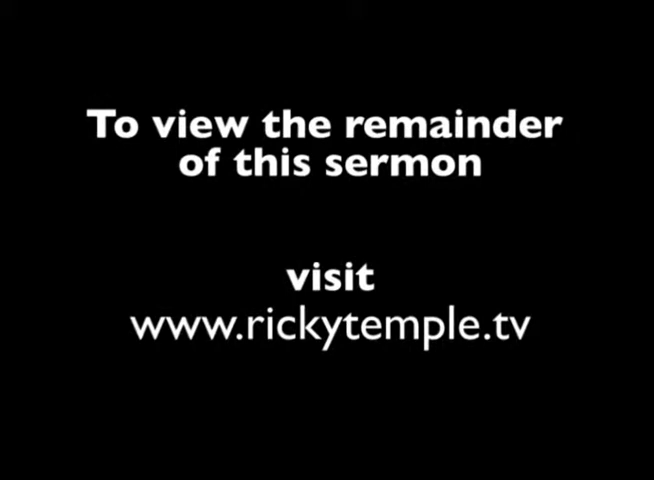 To view the remainder
of this sermon
visit
www.rickytemple.tv